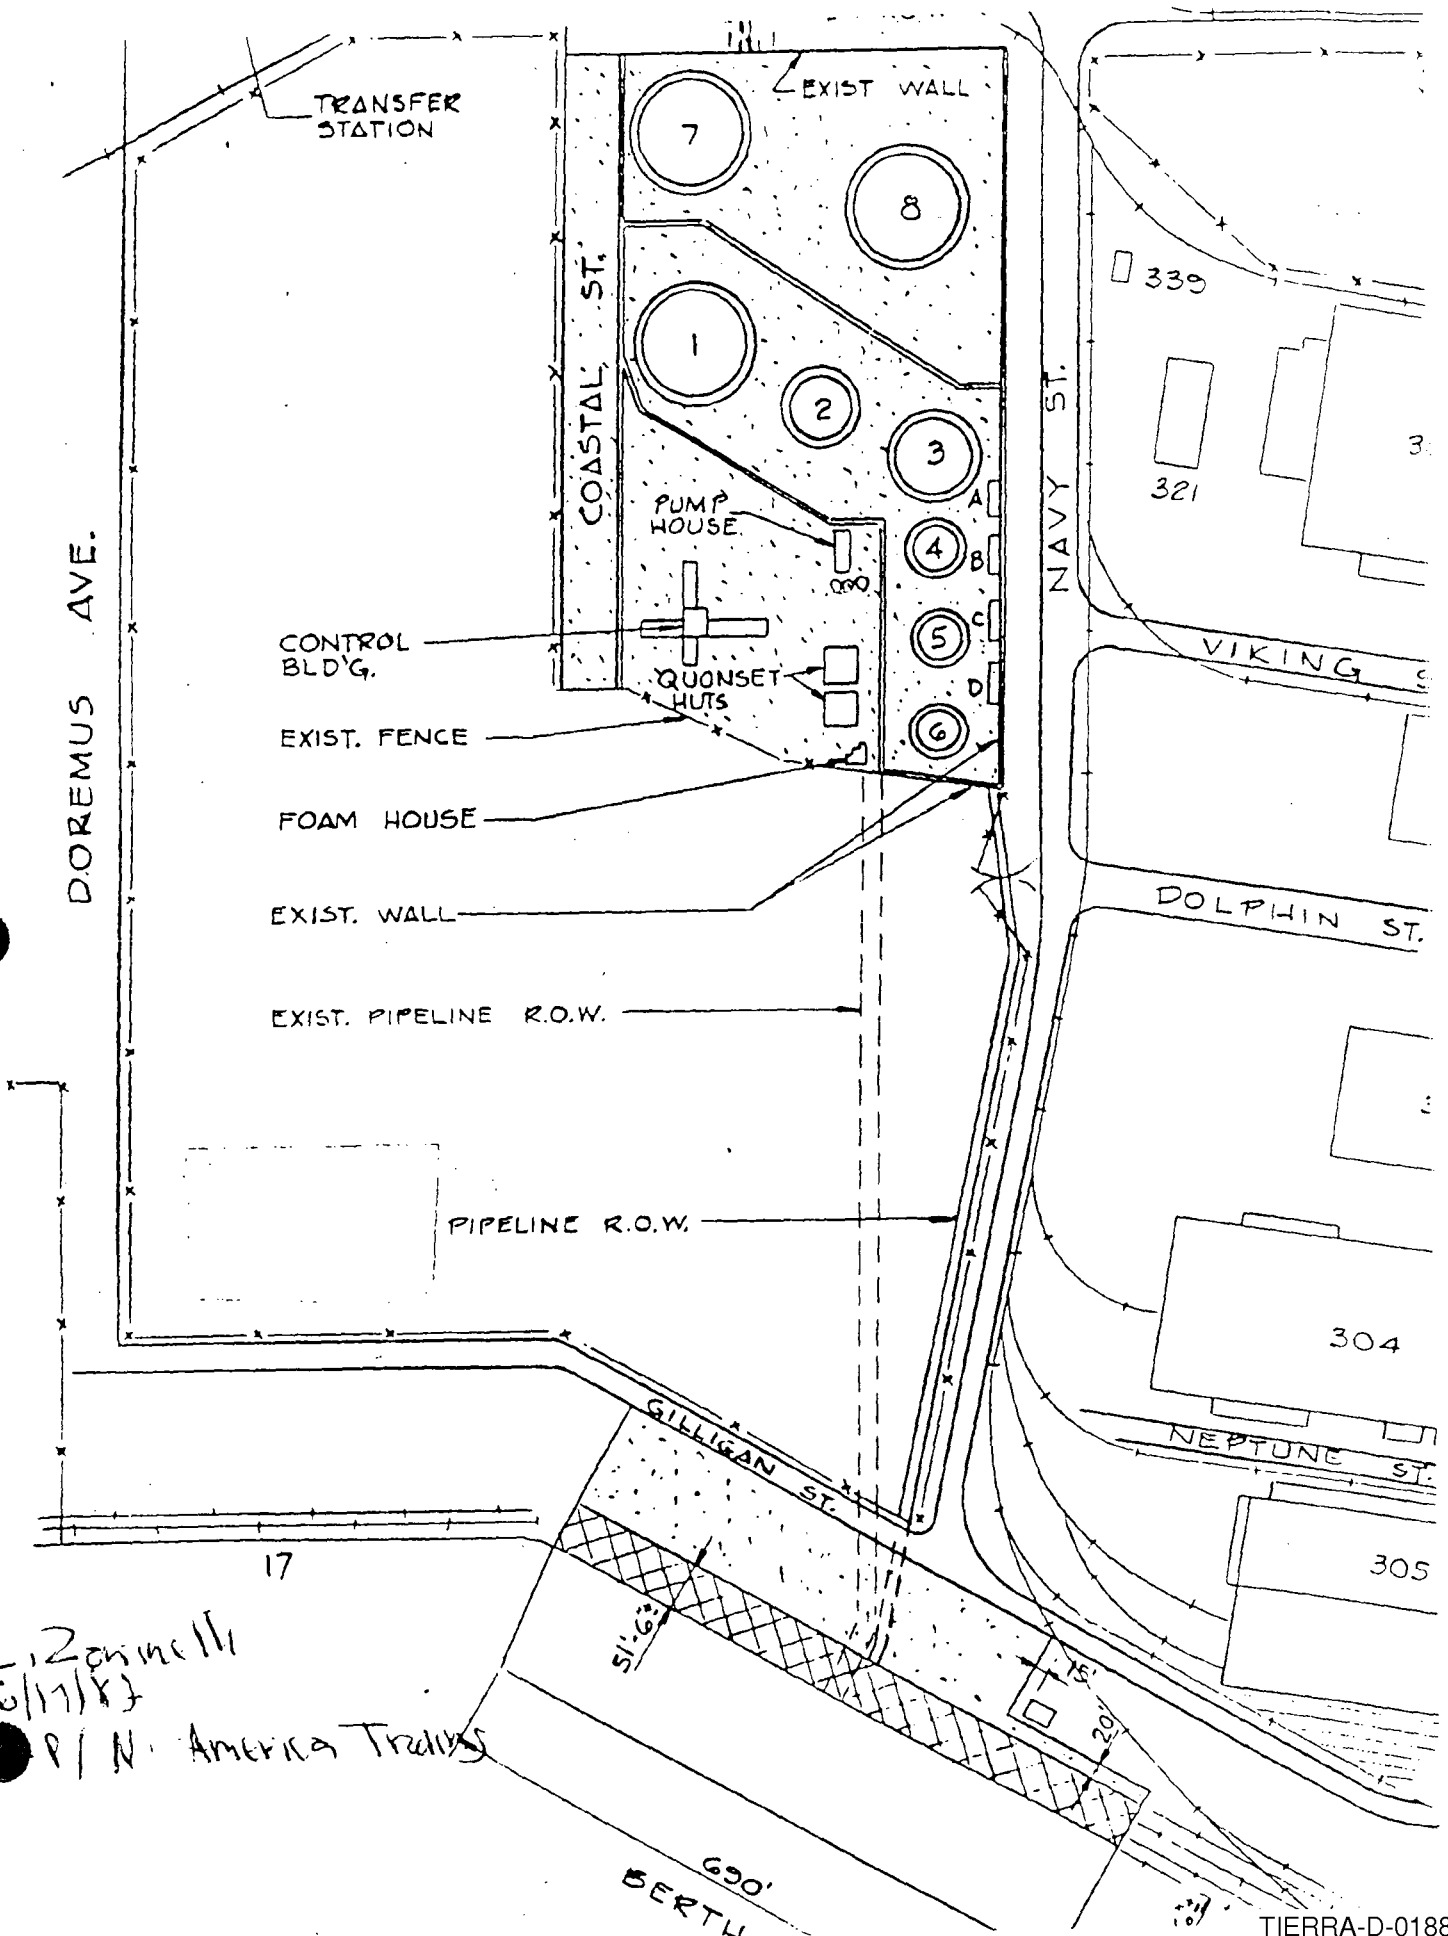 TRANSFER
STATION
EXIST WALL
7
8
339
COASTAL ST.
1
2
3
NAVY ST.
321
A
PUMP
HOUSE
4
B
DOREMUS AVE.
5
C
CONTROL
BLD'G.
VIKING
QUONSET
HUTS
D
6
EXIST. FENCE
FOAM HOUSE
EXIST. WALL
DOLPHIN ST.
EXIST. PIPELINE R.O.W.
PIPELINE R.O.W.
304
GILLIGAN ST.
NEPTUNE ST.
17
305
51'-6"
15'
20'
P/N America Trading
690'
BERTH
TIERRA-D-0188